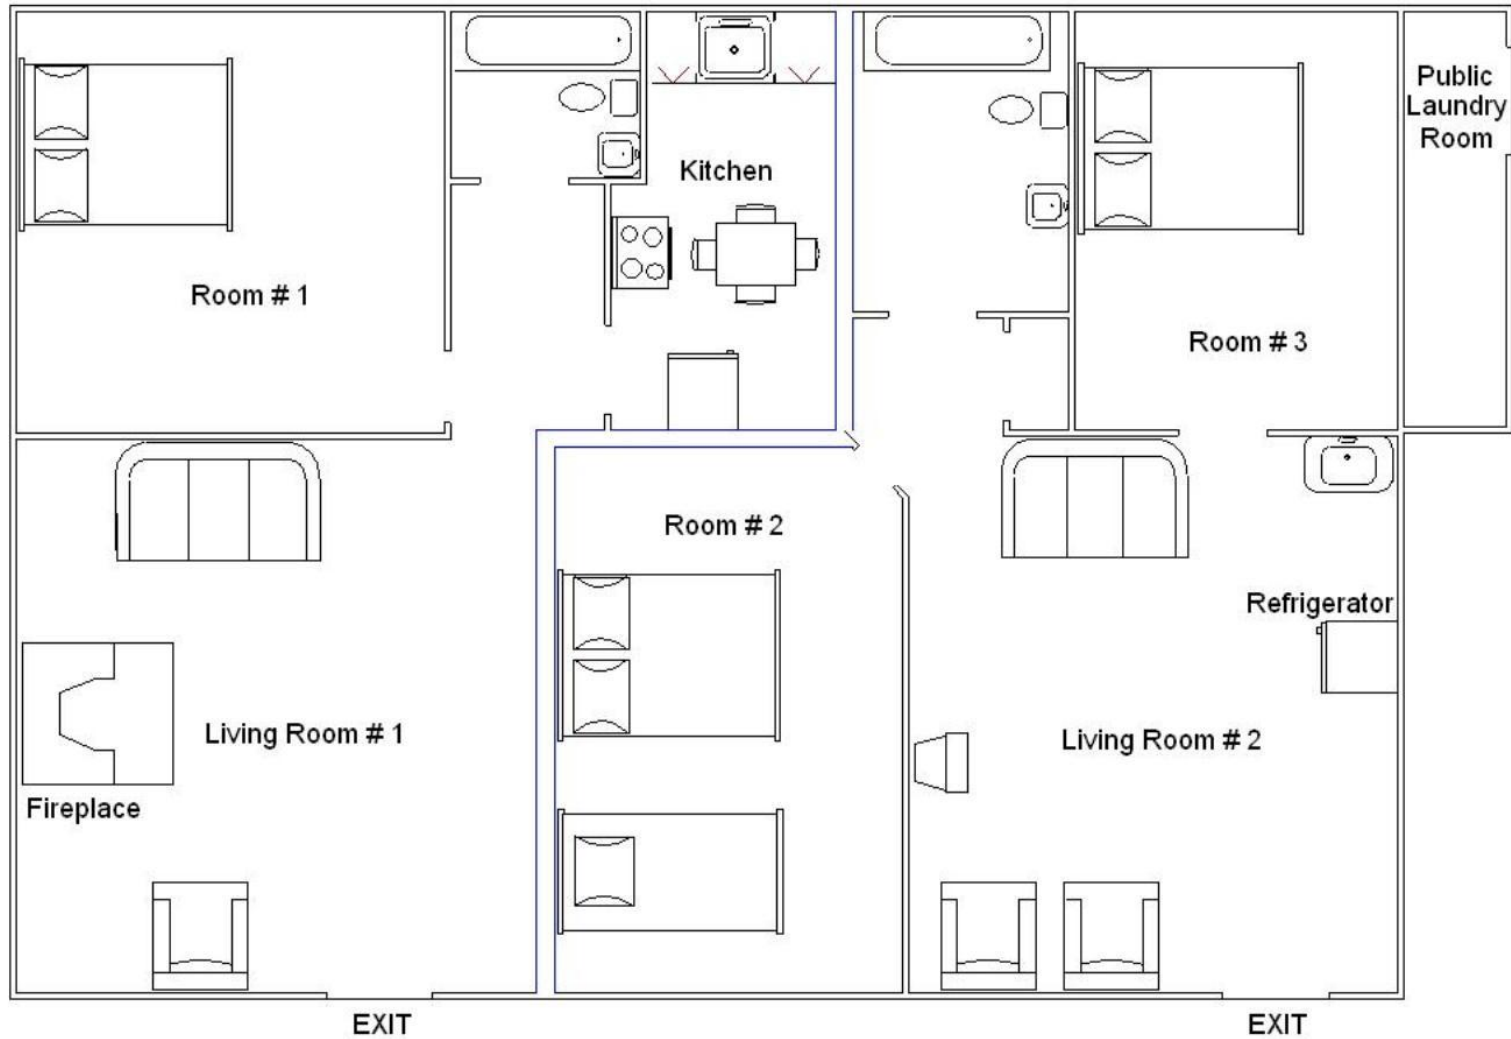 Public
Laundry
Room
Kitchen
Room # 1
Room # 3
Room # 2
Refrigerator
Living Room # 1
Living Room # 2
Fireplace
EXIT
EXIT